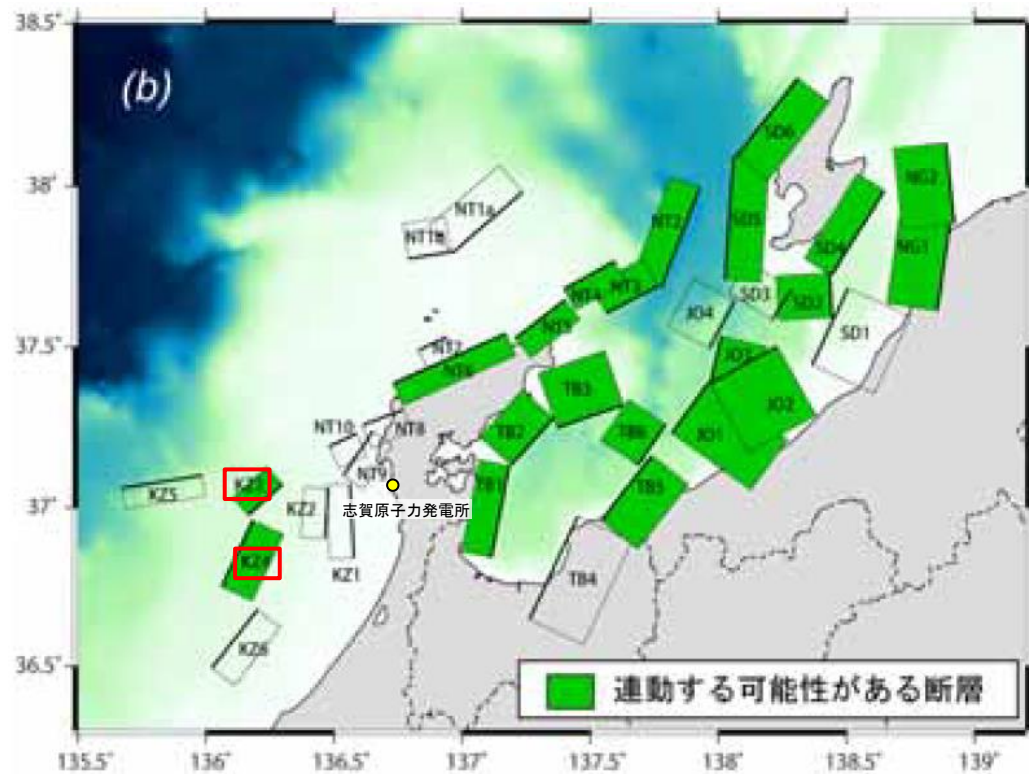 38.5°
(b)
SD6
NG2
38°
NT1a
NT2
SD5
NT1b
SD4
NG1
NT3
NT4
SD3
SD2
JO4
NT5
SD1
37.5°
NT7
JO3
NT6
TB3
JO2
NT8
NT10
TB2
TB6
JO1
NT9
KZ5
KZ3
TB1
TB5
37°
KZ2
志賀原子力発電所
KZ4
KZ1
TB4
KZ6
36.5°
連動する可能性がある断層
135.5°
136°
136.5°
137°
137.5°
138°
138.5°
139°